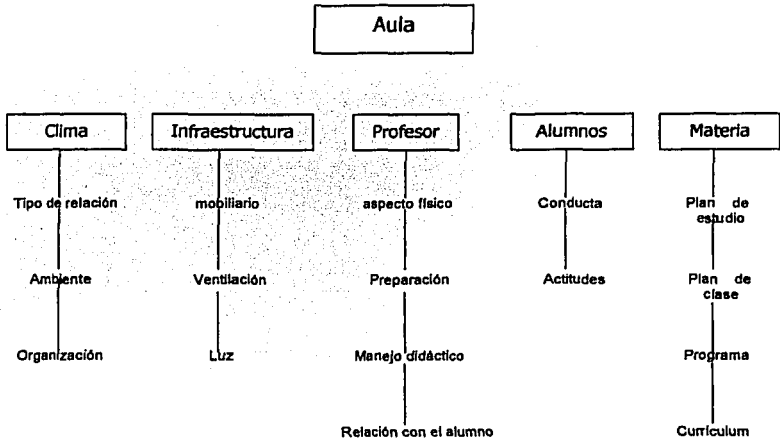 Aula
Clima
Infraestructura
Profesor
Alumnos
Materia
Tipo de relación
mobiliario
aspecto físico
Conducta
Plan de
estudio
Ambiente
Ventilación
Preparación
Actitudes
Plan de
clase
Organización
Luz
Manejo didáctico
Programa
Relación con el alumno
Currículum